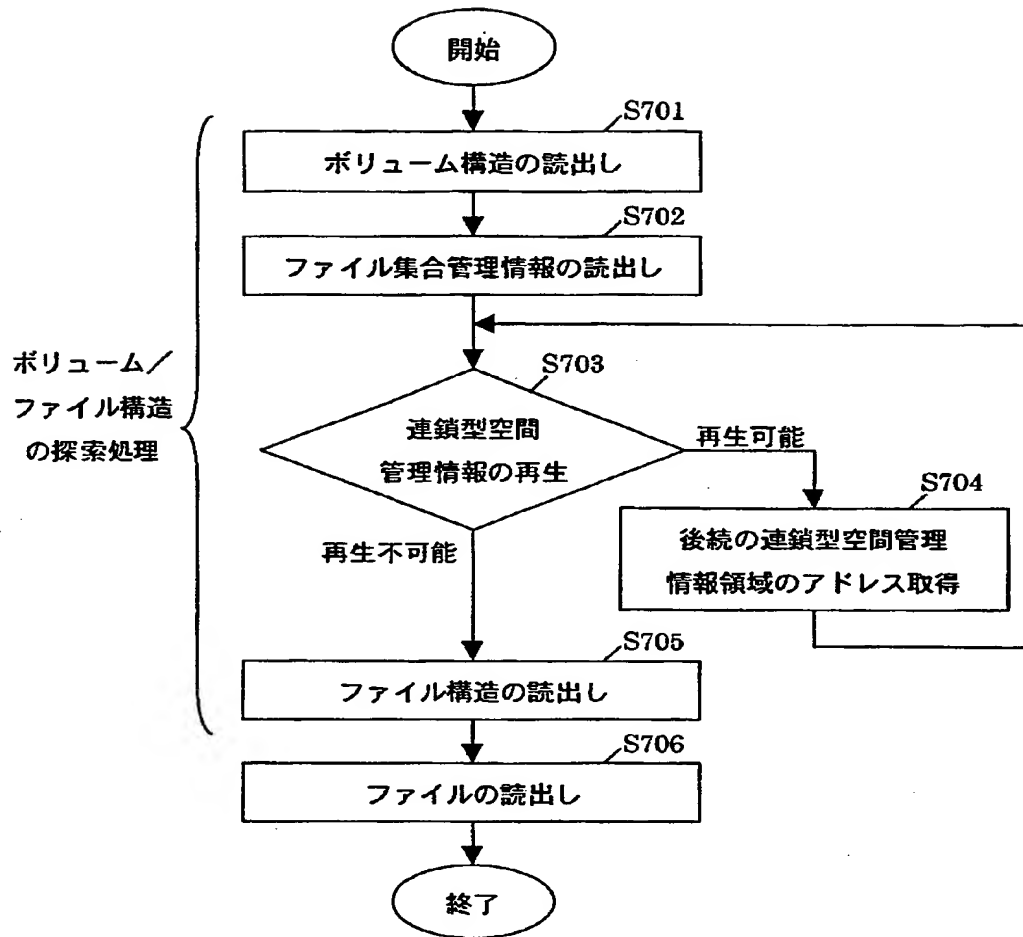 開始
S701
ボリューム構造の読出し
S702
ファイル集合管理情報の読出し
ボリューム／
ファイル構造
の探索処理
S703
連鎖型空間
管理情報の再生
再生可能
S704
後続の連鎖型空間管理
情報領域のアドレス取得
再生不可能
S705
ファイル構造の読出し
S706
ファイルの読出し
終了